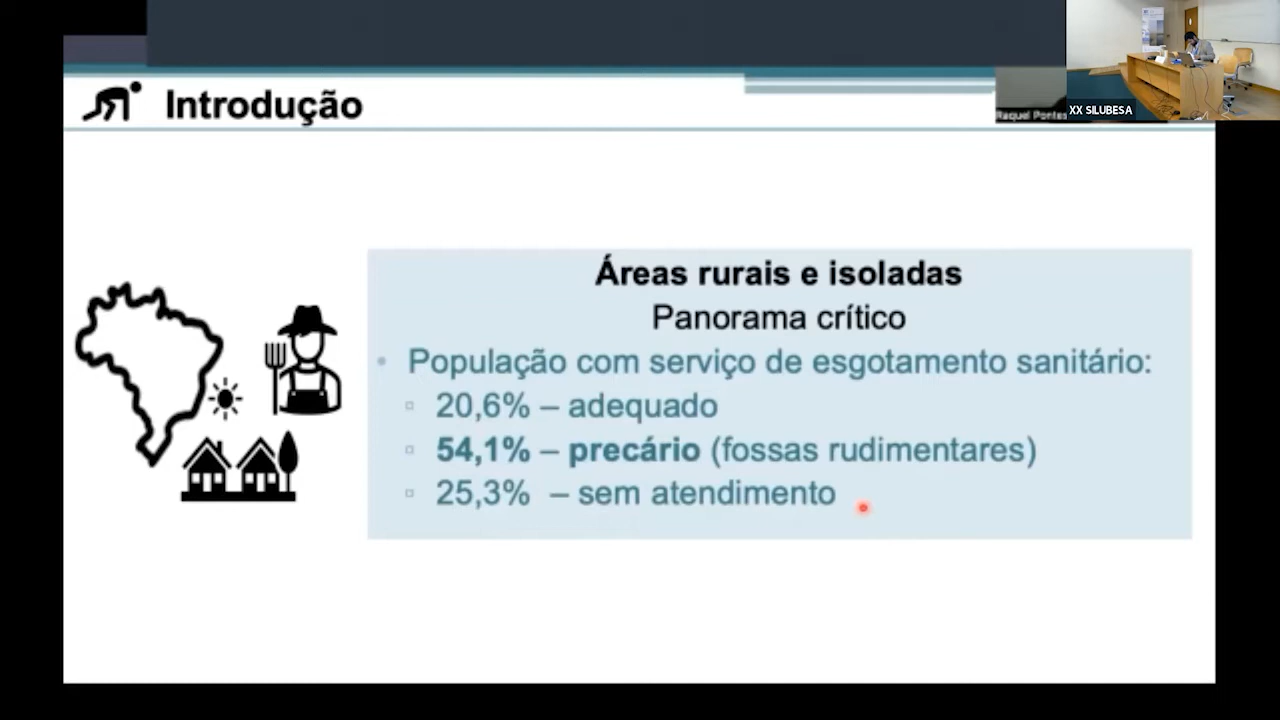 Introdução
Raquel Pontes
XX SILUBESA
Áreas rurais e isoladas
Panorama crítico
• População com serviço de esgotamento sanitário:
▫ 20,6% – adequado
▫ 54,1% – precário (fossas rudimentares)
▫ 25,3% – sem atendimento